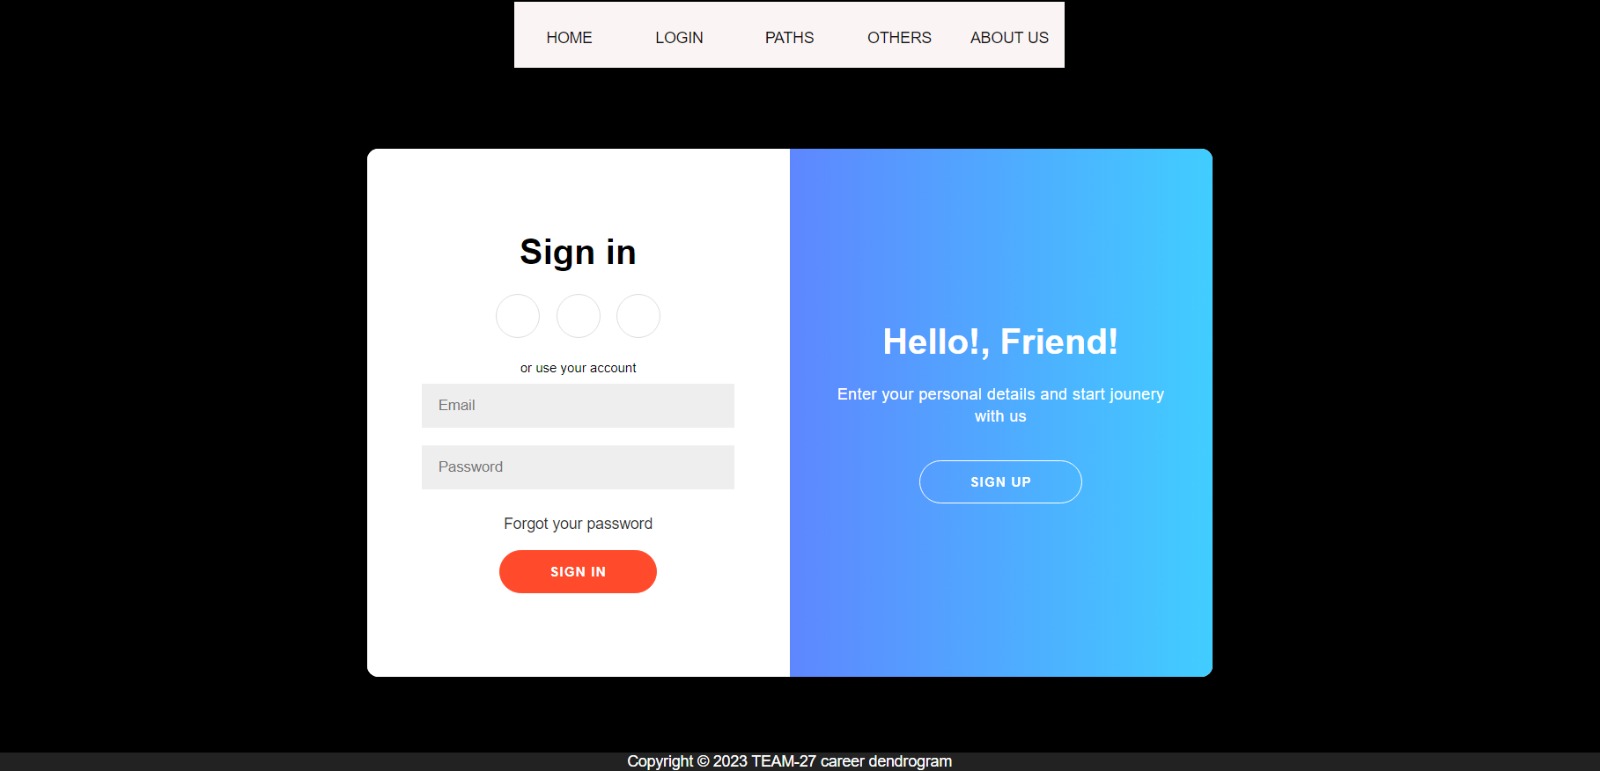 HOME LOGIN PATHS OTHERS ABOUT US
Sign in
or use your account
Email
Password
Forgot your password
SIGN IN
Hello!, Friend!
Enter your personal details and start jounery
with us
SIGN UP
Copyright © 2023 TEAM-27 career dendrogram